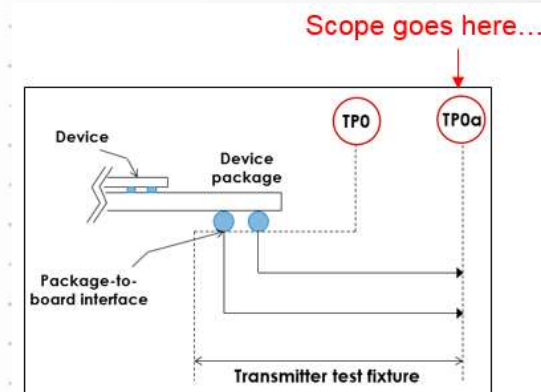 Scope goes here...
TP0
TP0a
Device
Device
package
Package-to-
board interface
Transmitter test fixture